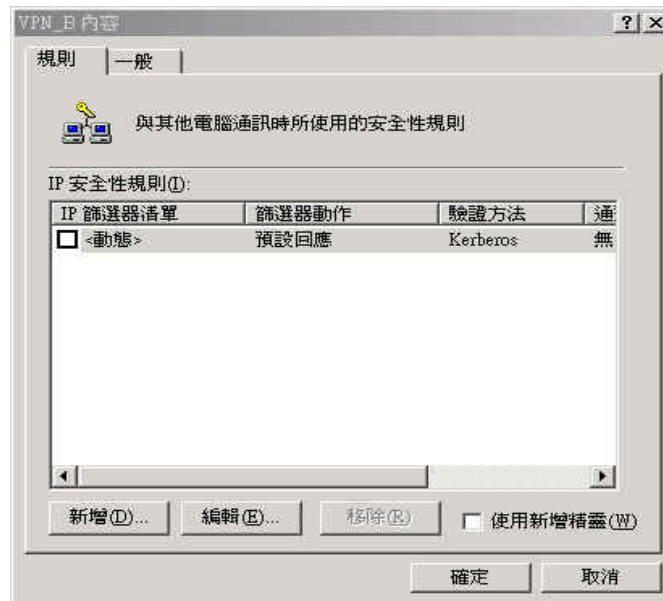 VPN_B 內容
規則 一般
與其他電腦通訊時所使用的安全性規則
IP 安全性規則(I):
IP 篩選器清單 篩選器動作 驗證方法 通
<動態> 預設回應 Kerberos 無
新增(D)... 編輯(E)... 移除(R) 使用新增精靈(W)
確定 取消